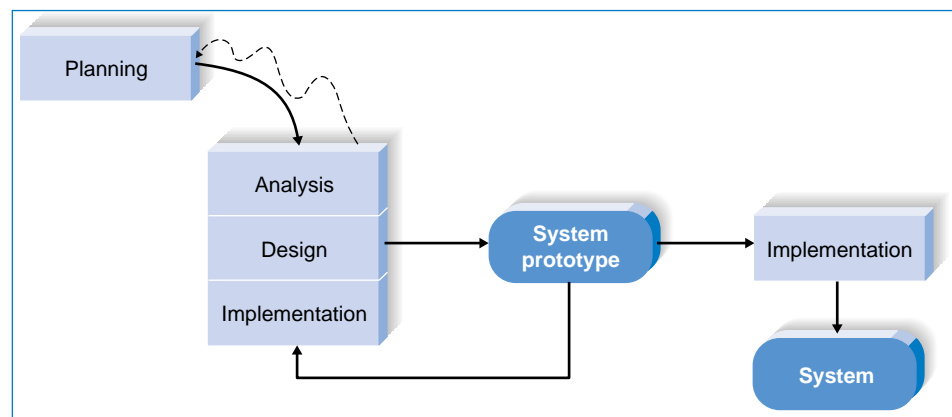 Planning
Analysis
Design
Implementation
System
prototype
Implementation
System